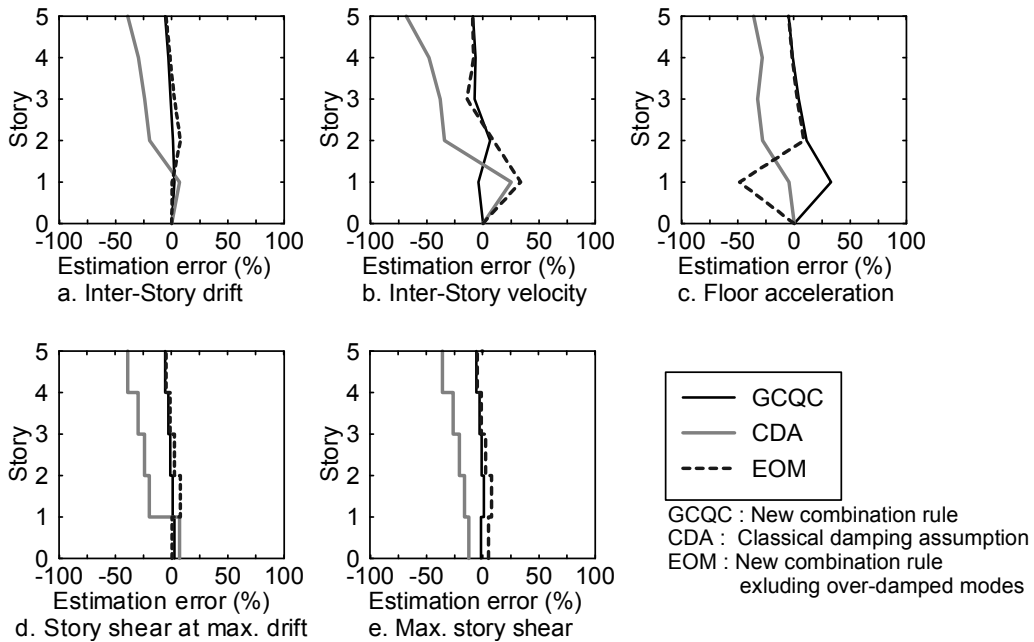 5
4
3
2
1
0
Story
-100 -50 0 50 100
Estimation error (%)
a. Inter-Story drift
5
4
3
2
1
0
Story
-100 -50 0 50 100
Estimation error (%)
b. Inter-Story velocity
5
4
3
2
1
0
Story
-100 -50 0 50 100
Estimation error (%)
c. Floor acceleration
5
4
3
2
1
0
Story
-100 -50 0 50 100
Estimation error (%)
d. Story shear at max. drift
5
4
3
2
1
0
Story
-100 -50 0 50 100
Estimation error (%)
e. Max. story shear
GCQC
CDA
EOM
GCQC : New combination rule
CDA : Classical damping assumption
EOM : New combination rule
exluding over-damped modes